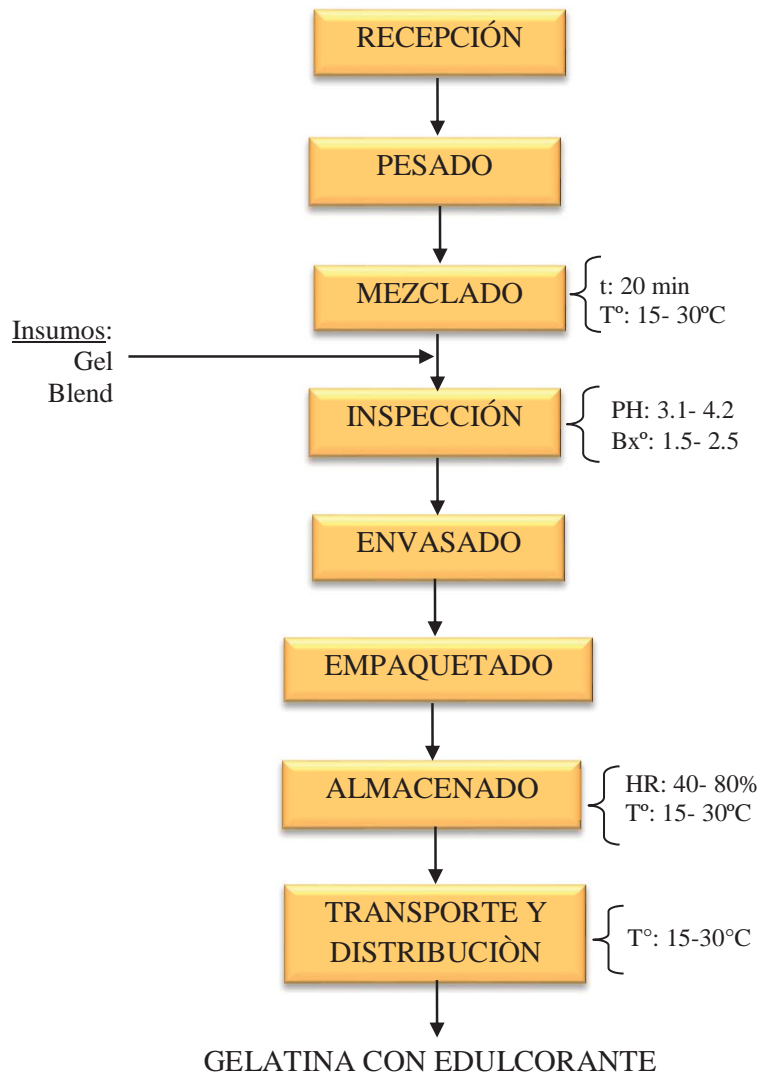 RECEPCIÓN
PESADO
MEZCLADO
t: 20 min
Tº: 15- 30ºC
Insumos:
Gel
Blend
INSPECCIÓN
PH: 3.1- 4.2
Bxº: 1.5- 2.5
ENVASADO
EMPAQUETADO
ALMACENADO
HR: 40- 80%
Tº: 15- 30ºC
TRANSPORTE Y
DISTRIBUCIÒN
T°: 15-30°C
GELATINA CON EDULCORANTE